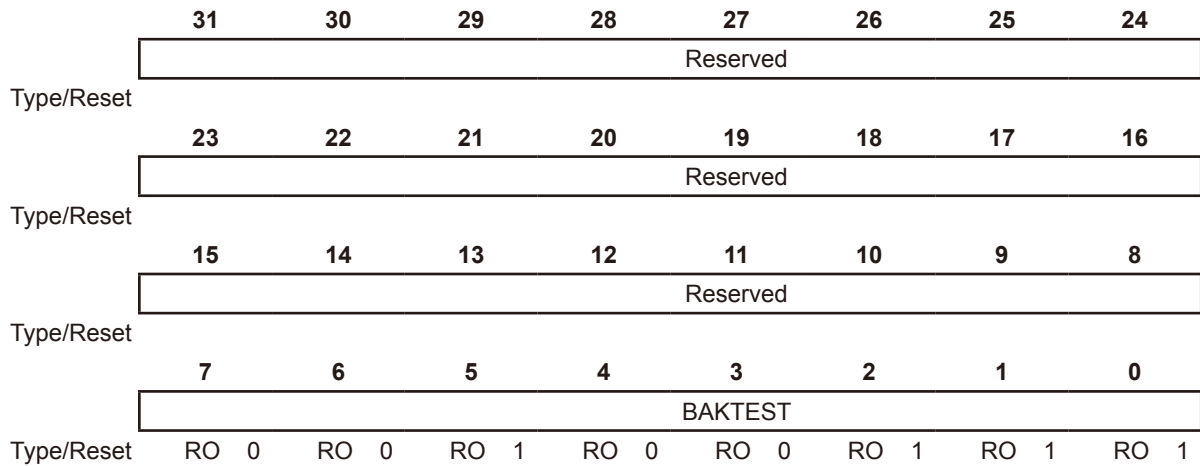 31 30 29 28 27 26 25 24
Reserved
Type/Reset
23 22 21 20 19 18 17 16
Reserved
Type/Reset
15 14 13 12 11 10 9 8
Reserved
Type/Reset
7 6 5 4 3 2 1 0
BAKTEST
Type/Reset RO 0 RO 0 RO 1 RO 0 RO 0 RO 1 RO 1 RO 1